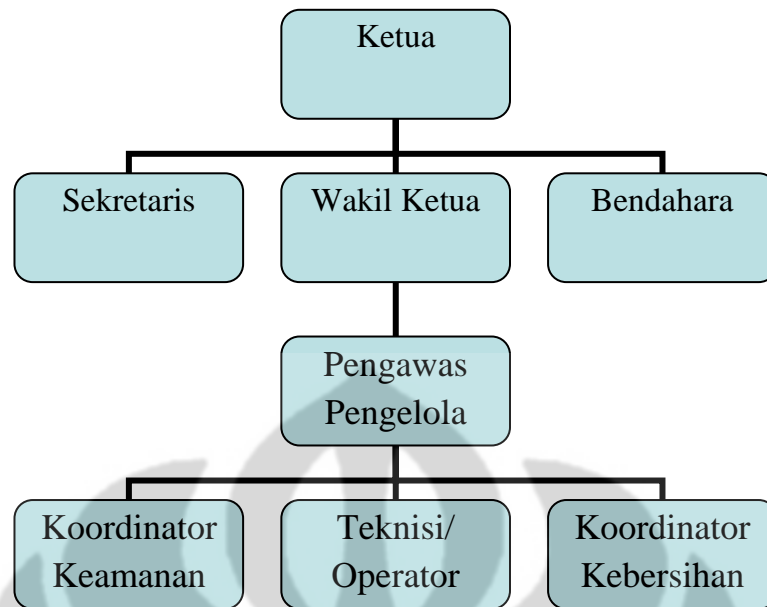 Ketua
Sekretaris
Wakil Ketua
Bendahara
Pengawas
Pengelola
Koordinator
Keamanan
Teknisi/
Operator
Koordinator
Kebersihan